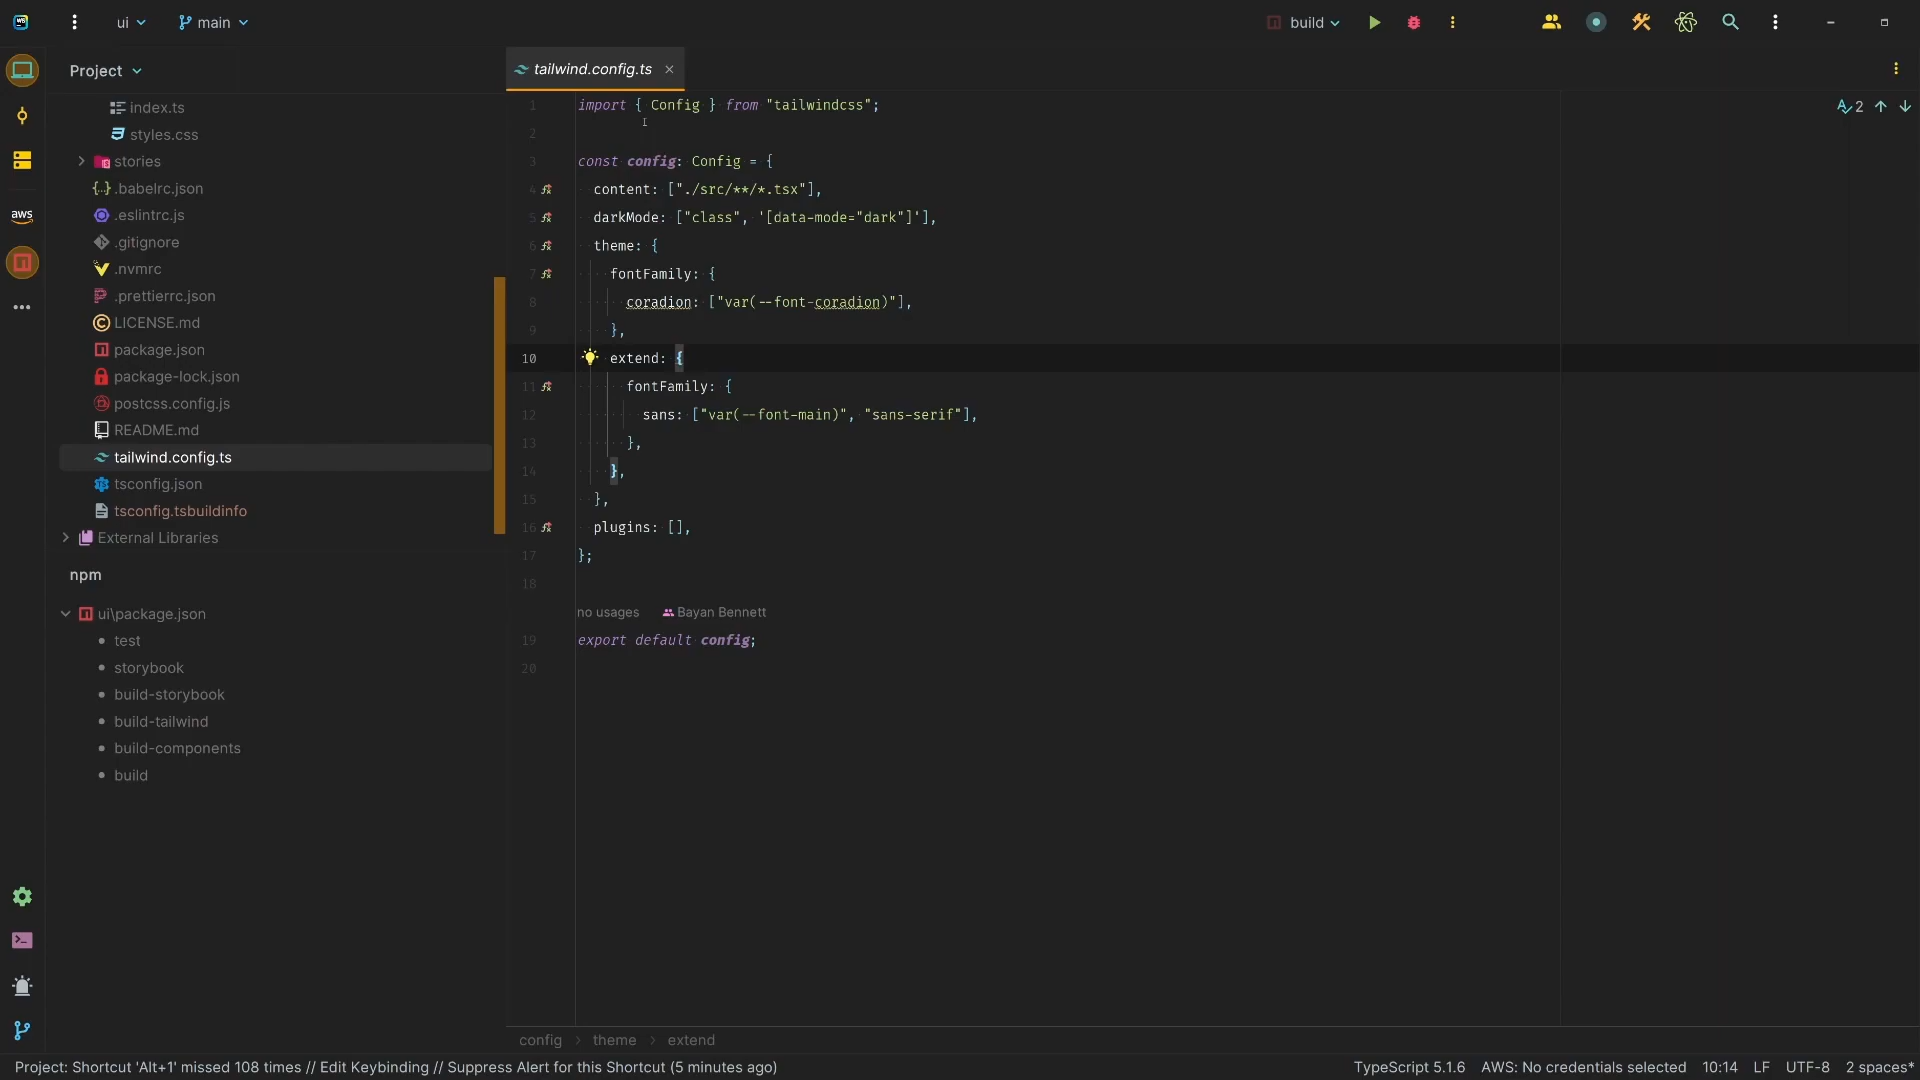 ui
main
build
Project
tailwind.config.ts
index.ts
styles.css
stories
.babelrc.json
.eslintrc.js
.gitignore
.nvmrc
.prettierrc.json
LICENSE.md
package.json
package-lock.json
postcss.config.js
README.md
tailwind.config.ts
tsconfig.json
tsconfig.tsbuildinfo
External Libraries
npm
ui\package.json
test
storybook
build-storybook
build-tailwind
build-components
build
aws
2
1 import { Config } from "tailwindcss";
2
3 const config: Config = {
4 content: ["./src/**/*.tsx"],
5 darkMode: ["class", '[data-mode="dark"]'],
6 theme: {
7 fontFamily: {
8 coradion: ["var(--font-coradion)"],
9 },
10 extend: {
11 fontFamily: {
12 sans: ["var(--font-main)", "sans-serif"],
13 },
14 },
15 },
16 plugins: [],
17 };
18
no usages Bayan Bennett
19 export default config;
20
config > theme > extend
Project: Shortcut 'Alt+1' missed 108 times // Edit Keybinding // Suppress Alert for this Shortcut (5 minutes ago)
TypeScript 5.1.6 AWS: No credentials selected 10:14 LF UTF-8 2 spaces*